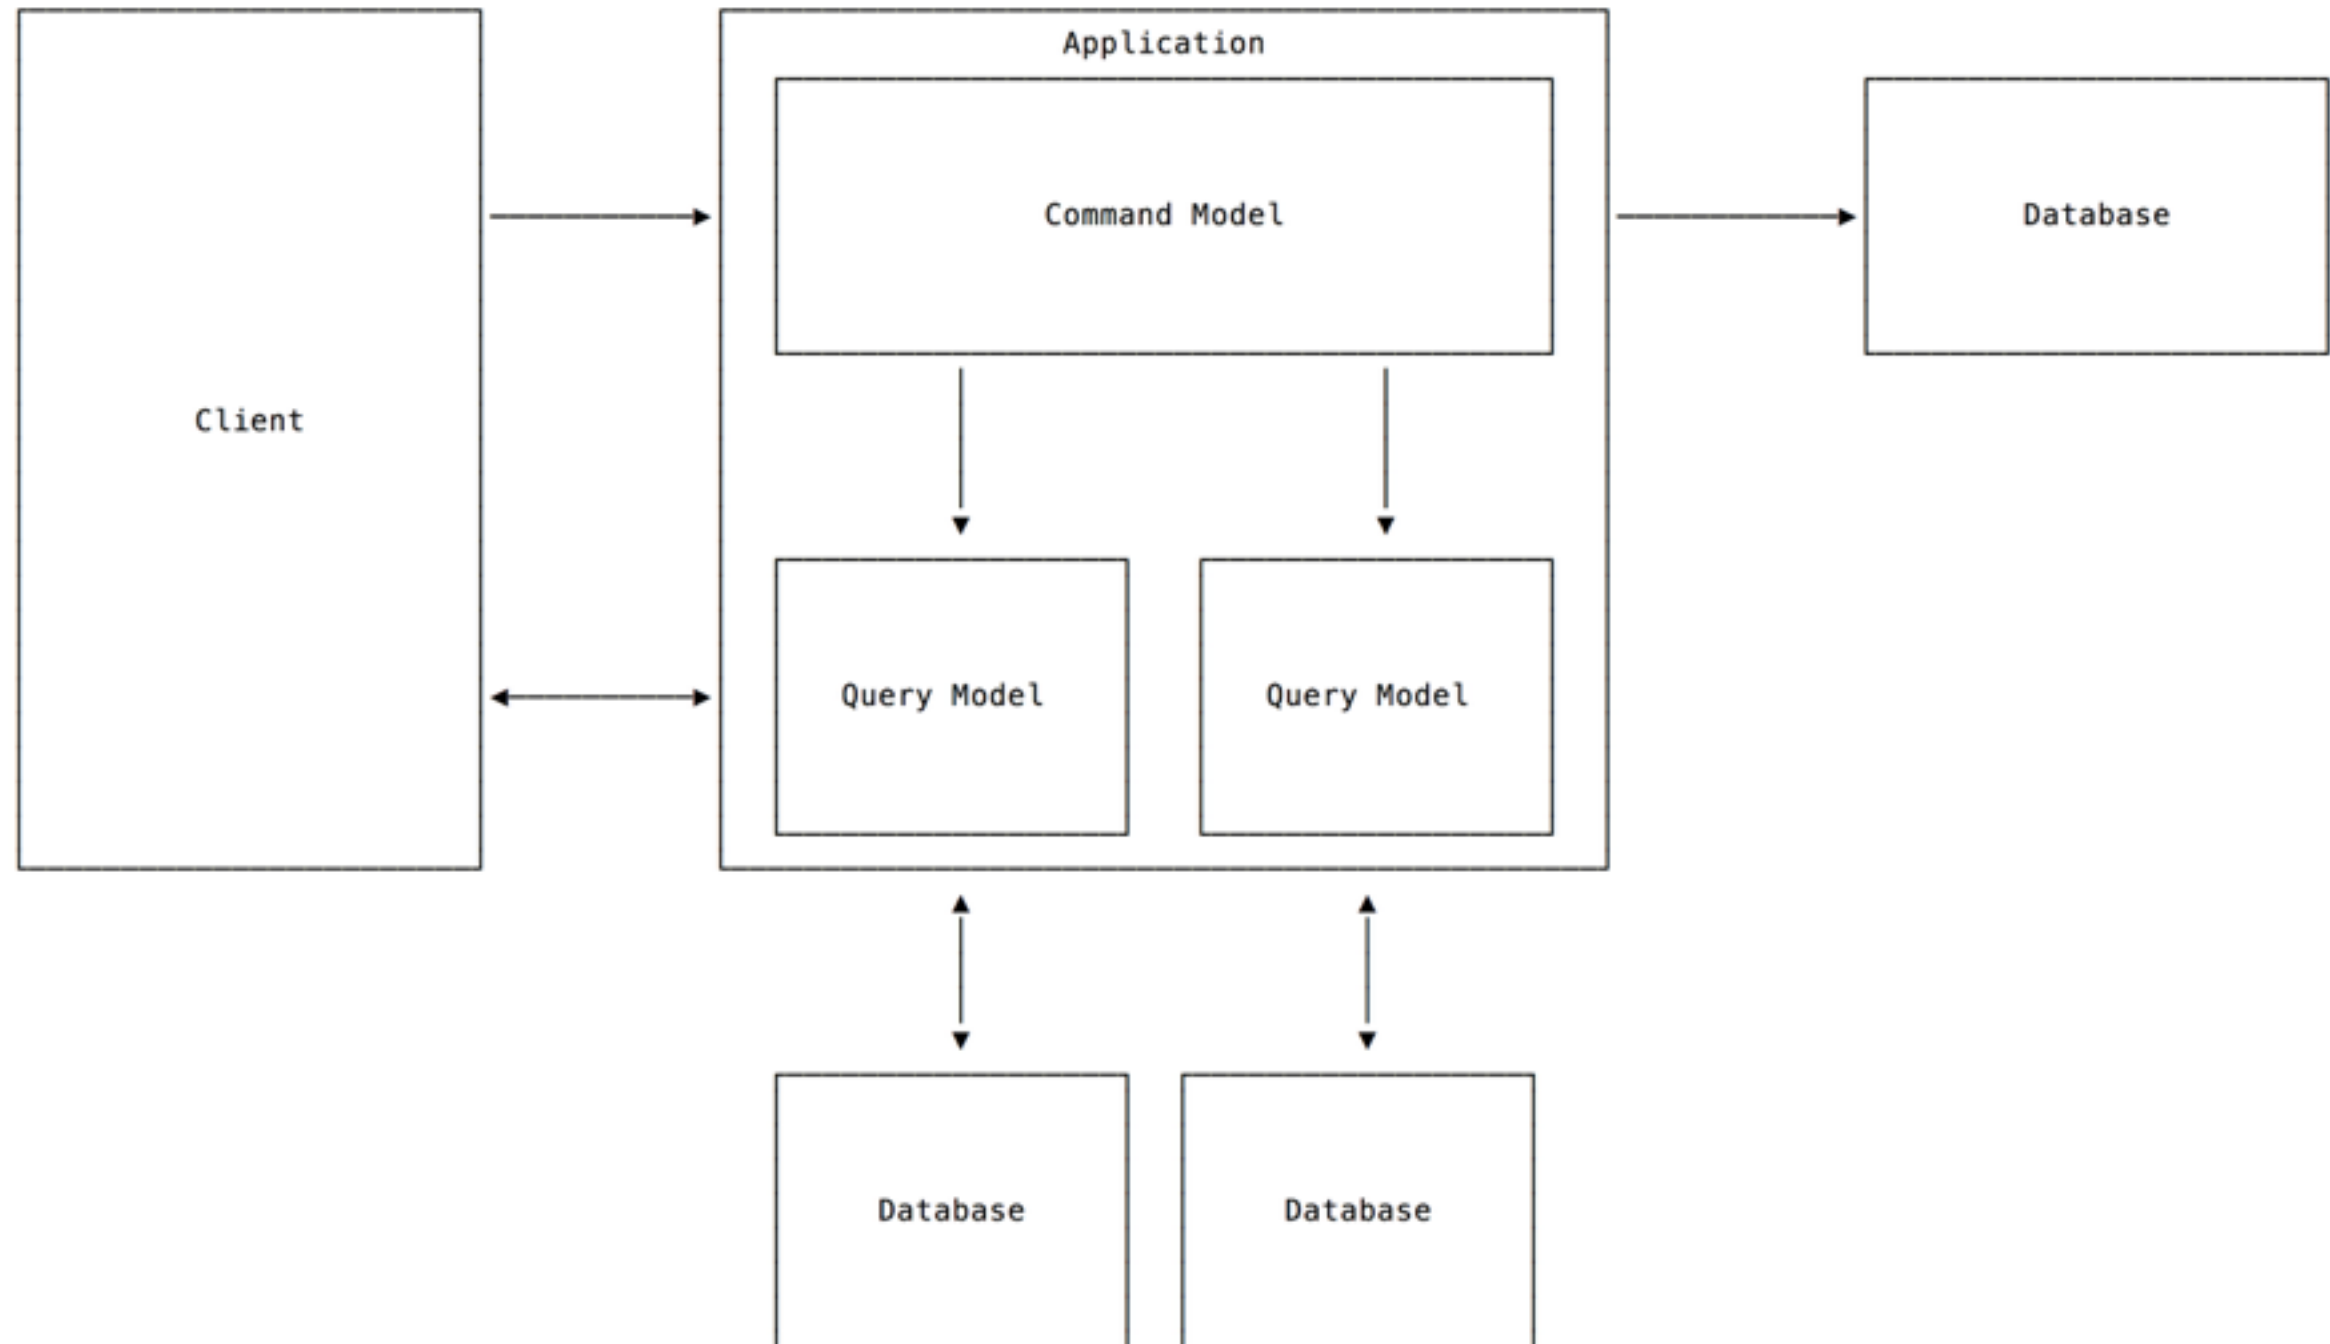 Application
Command Model
Database
Client
Query Model
Query Model
Database
Database